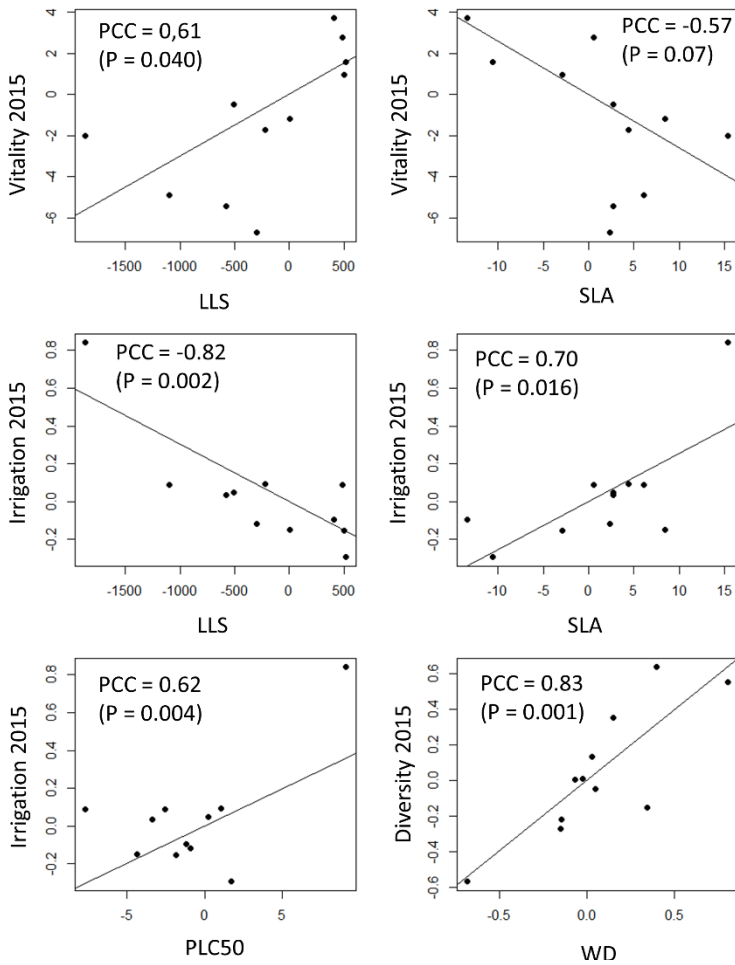 PCC = 0,61
(P = 0.040)
Vitality 2015
4
2
0
-2
-4
-6
-1500
-1000
-500
0
500
LLS
PCC = -0.57
(P = 0.07)
Vitality 2015
4
2
0
-2
-4
-6
-10
-5
0
5
10
15
SLA
PCC = -0.82
(P = 0.002)
Irrigation 2015
0.8
0.6
0.4
0.2
0.0
-0.2
-1500
-1000
-500
0
500
LLS
PCC = 0.70
(P = 0.016)
Irrigation 2015
0.8
0.6
0.4
0.2
0.0
-0.2
-10
-5
0
5
10
15
SLA
PCC = 0.62
(P = 0.004)
Irrigation 2015
0.8
0.6
0.4
0.2
0.0
-0.2
-5
0
5
PLC50
PCC = 0.83
(P = 0.001)
Diversity 2015
0.6
0.4
0.2
0.0
-0.2
-0.4
-0.6
-0.5
0.0
0.5
WD